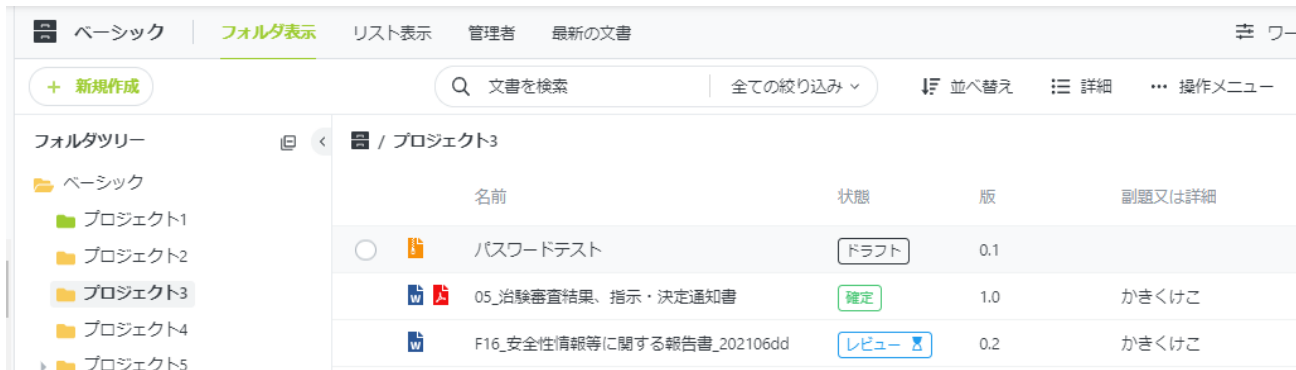 ベーシック フォルダ表示 リスト表示 管理者 最新の文書 ワー
+ 新規作成 文書を検索 全ての絞り込み 並べ替え 詳細 ... 操作メニュー
フォルダツリー / プロジェクト3
ベーシック
プロジェクト1
プロジェクト2
プロジェクト3
プロジェクト4
プロジェクト5
名前 状態 版 副題又は詳細
パスワードテスト ドラフト 0.1
05_治験審査結果、指示・決定通知書 確定 1.0 かきくけこ
F16_安全性情報等に関する報告書_202106dd レビュー 0.2 かきくけこ